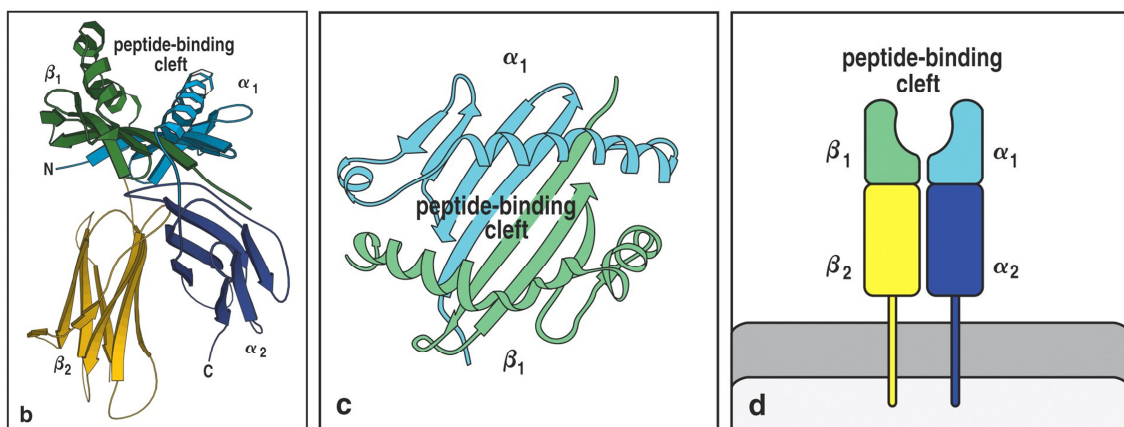 peptide-binding
cleft
β1
α1
N
β2
α2
C
b
α1
peptide-binding
cleft
β1
c
peptide-binding
cleft
β1
α1
β2
α2
d